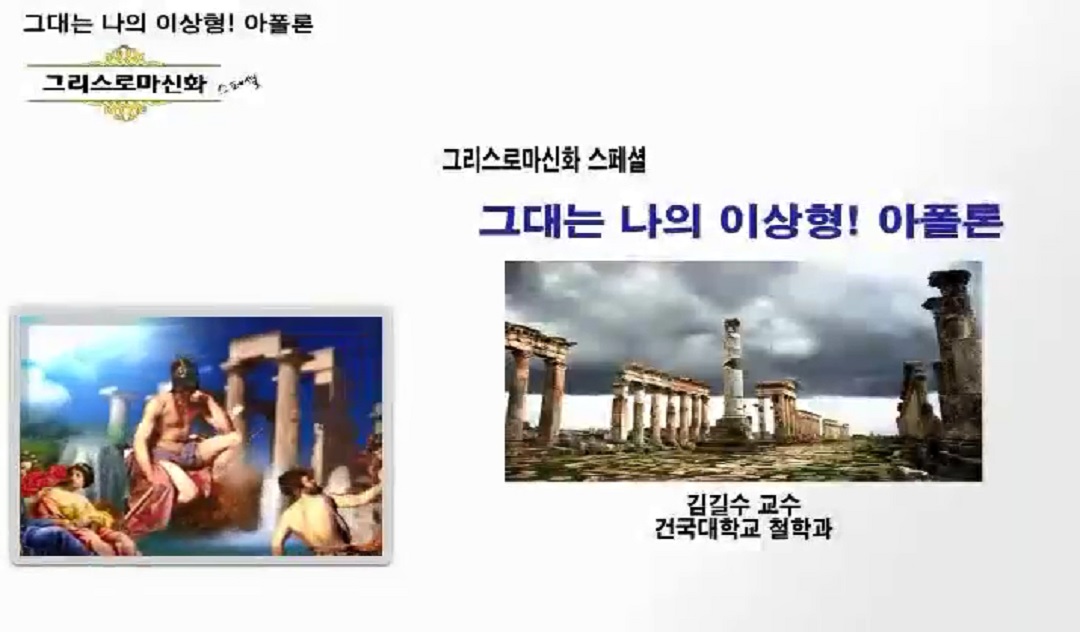 그대는 나의 이상형! 아폴론
그리스로마신화 스페셜
그리스로마신화 스페셜
그대는 나의 이상형! 아폴론
김길수 교수
건국대학교 철학과